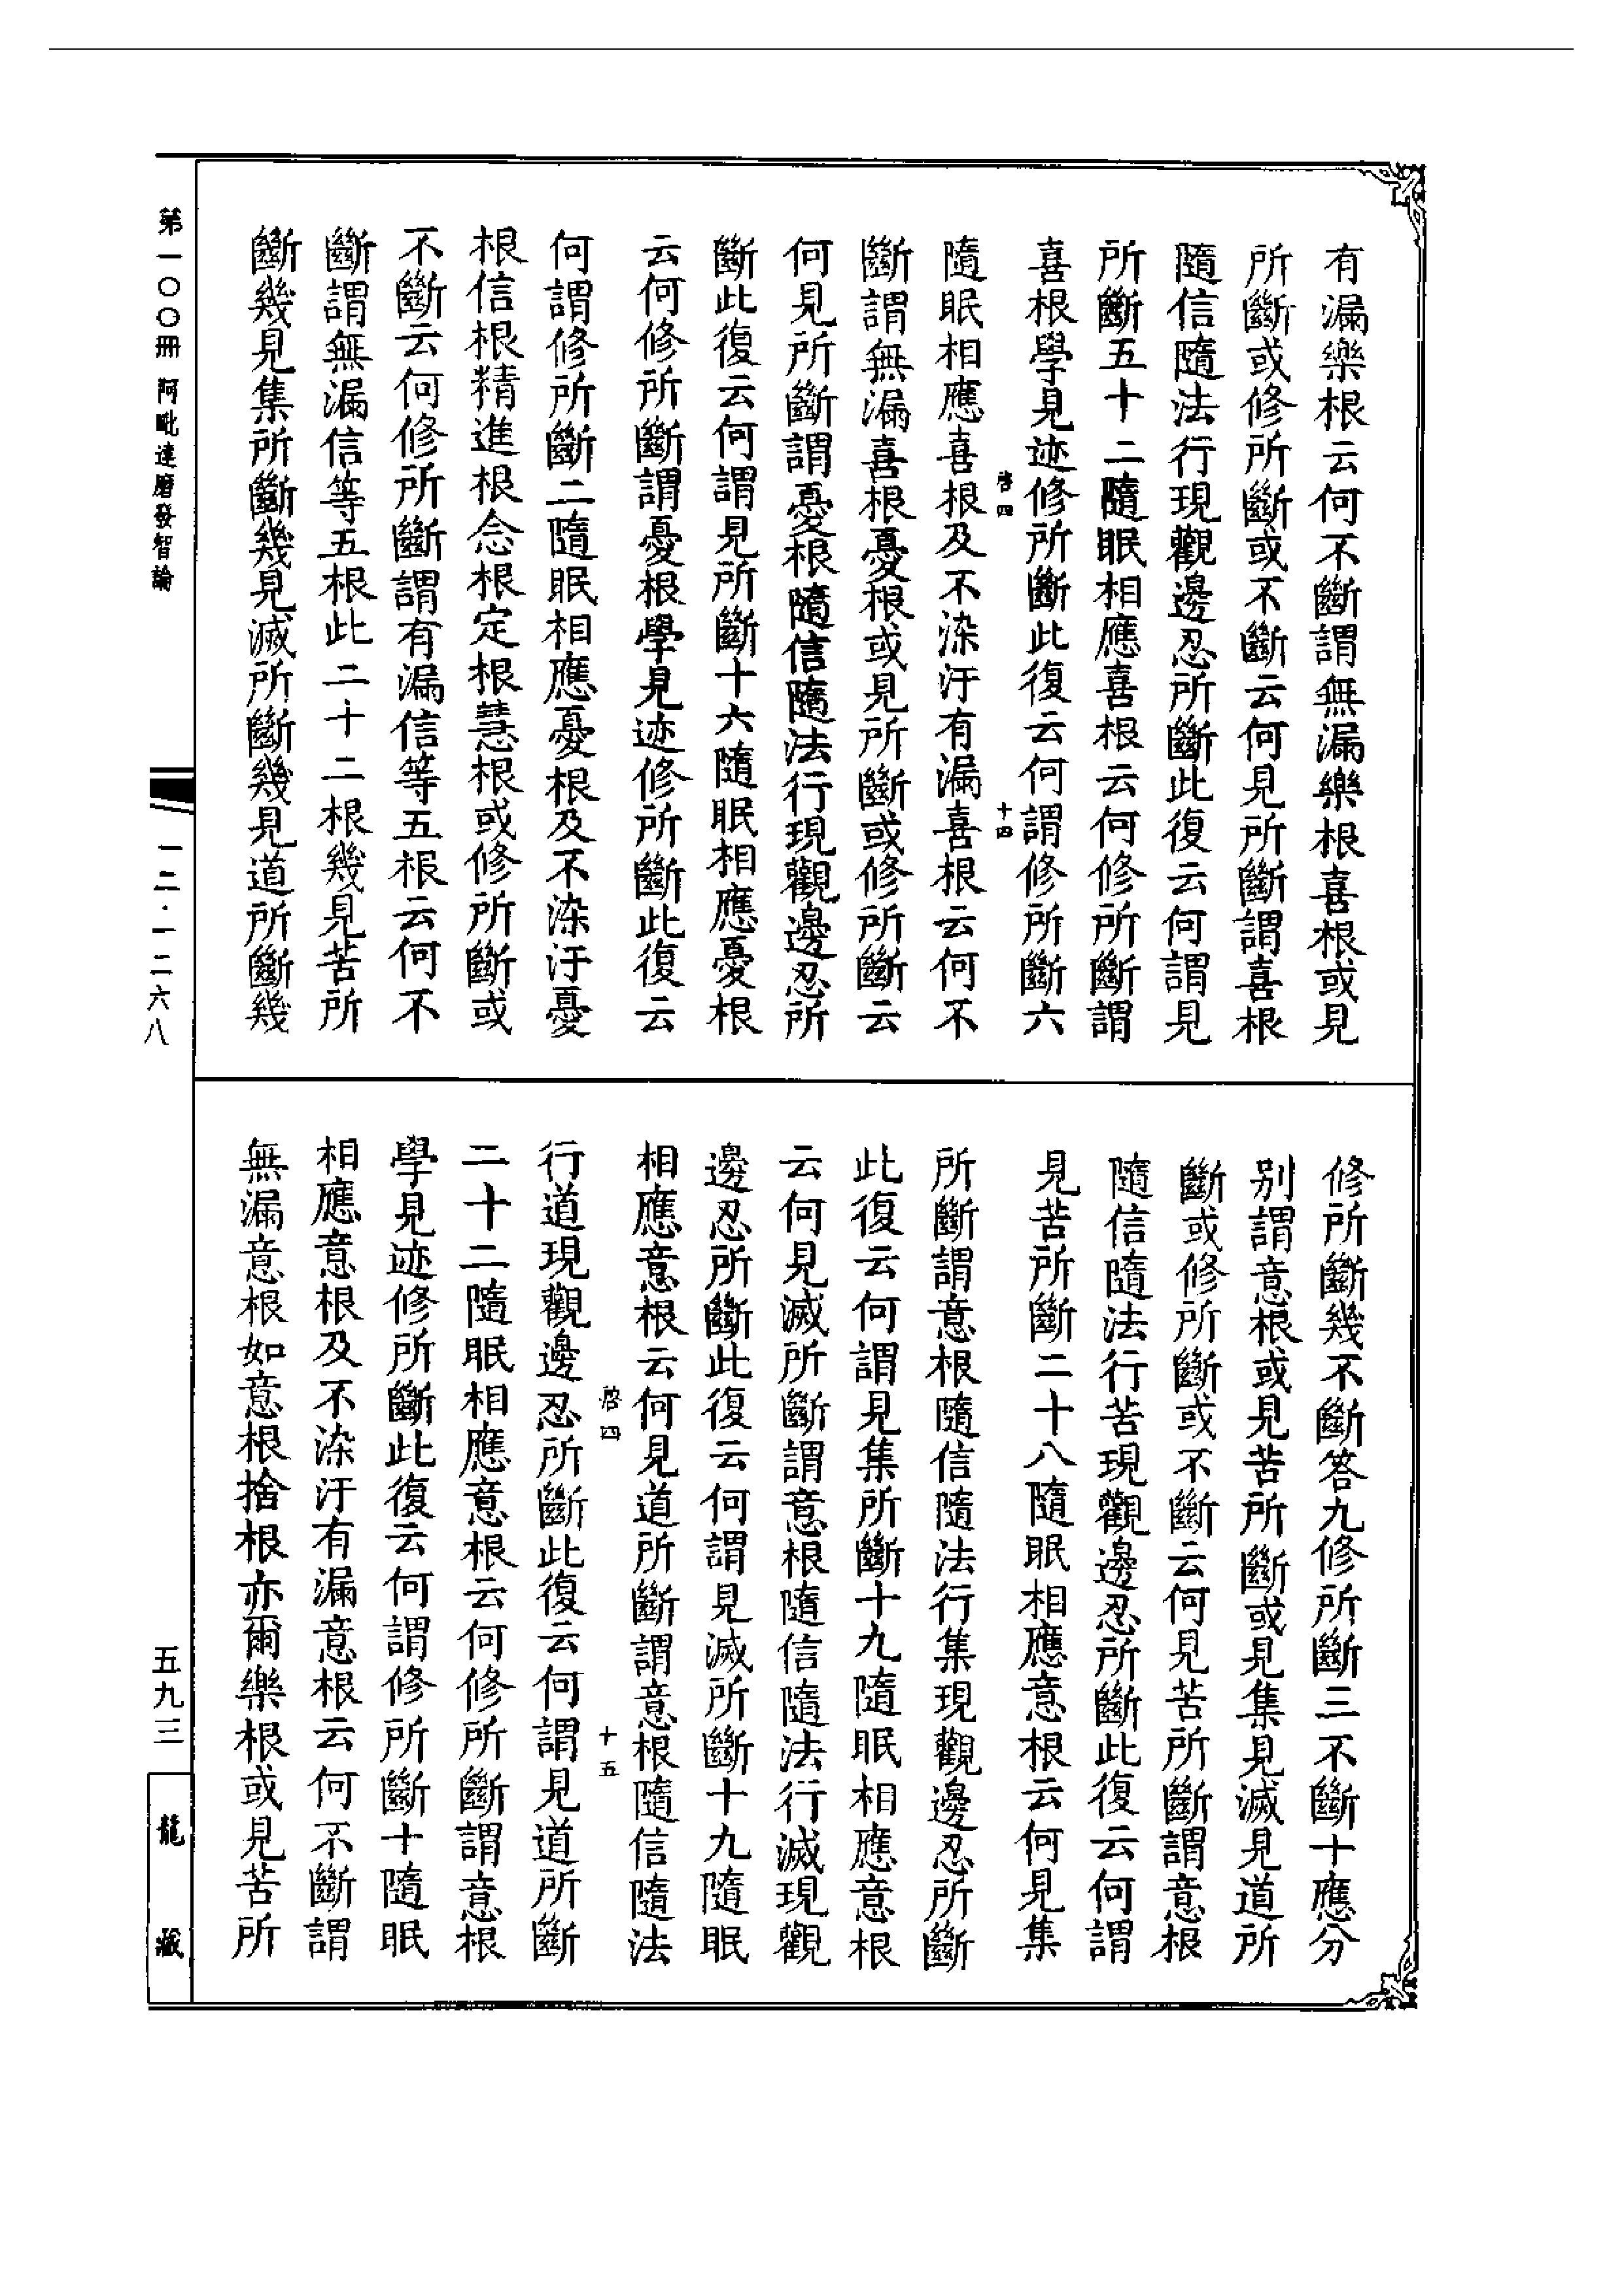 有漏樂根云何不斷謂無漏樂根喜根或見
所斷或修所斷或不斷云何見所斷謂喜根
隨信隨法行現觀邊忍所斷此復云何謂見
所斷五十二隨眠相應喜根云何修所斷謂
喜根學見迹修所斷此復云何謂修所斷六
啓四 十四
隨眠相應喜根及不染汙有漏喜根云何不
斷謂無漏喜根憂根或見所斷或修所斷云
何見所斷謂憂根隨信隨法行現觀邊忍所
斷此復云何謂見所斷十六隨眠相應憂根
云何修所斷謂憂根學見迹修所斷此復云
何謂修所斷二隨眠相應憂根及不染汙憂
根信根精進根念根定根慧根或修所斷或
不斷云何修所斷謂有漏信等五根云何不
斷謂無漏信等五根此二十二根幾見苦所
斷幾見集所斷幾見滅所斷幾見道所斷幾
修所斷幾不斷答九修所斷三不斷十應分
別謂意根或見苦所斷或見集見滅見道所
斷或修所斷或不斷云何見苦所斷謂意根
隨信隨法行苦現觀邊忍所斷此復云何謂
見苦所斷二十八隨眠相應意根云何見集
所斷謂意根隨信隨法行集現觀邊忍所斷
此復云何謂見集所斷十九隨眠相應意根
云何見滅所斷謂意根隨信隨法行滅現觀
邊忍所斷此復云何謂見滅所斷十九隨眠
相應意根云何見道所斷謂意根隨信隨法
啓四 十五
行道現觀邊忍所斷此復云何謂見道所斷
二十二隨眠相應意根云何修所斷謂意根
學見迹修所斷此復云何謂修所斷十隨眠
相應意根及不染汙有漏意根云何不斷謂
無漏意根如意根捨根亦爾樂根或見苦所
第一〇〇冊 阿毗達磨發智論
一二·一二六八
五九三
龍藏